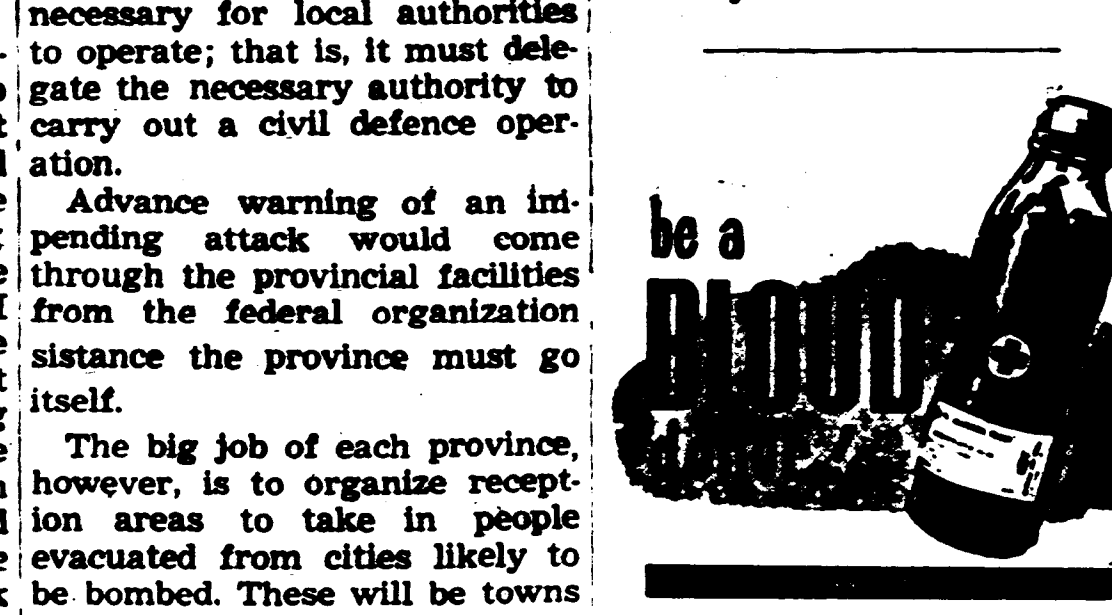 necessary for local authorities
to operate; that is, it must dele-
gate the necessary authority to
carry out a civil defence oper-
ation.
Advance warning of an im-
pending attack would come
through the provincial facilities
from the federal organization
sistance the province must go
itself.
The big job of each province,
however, is to organize recept-
ion areas to take in people
evacuated from cities likely to
be bombed. These will be towns
be a
BLOOD
donor